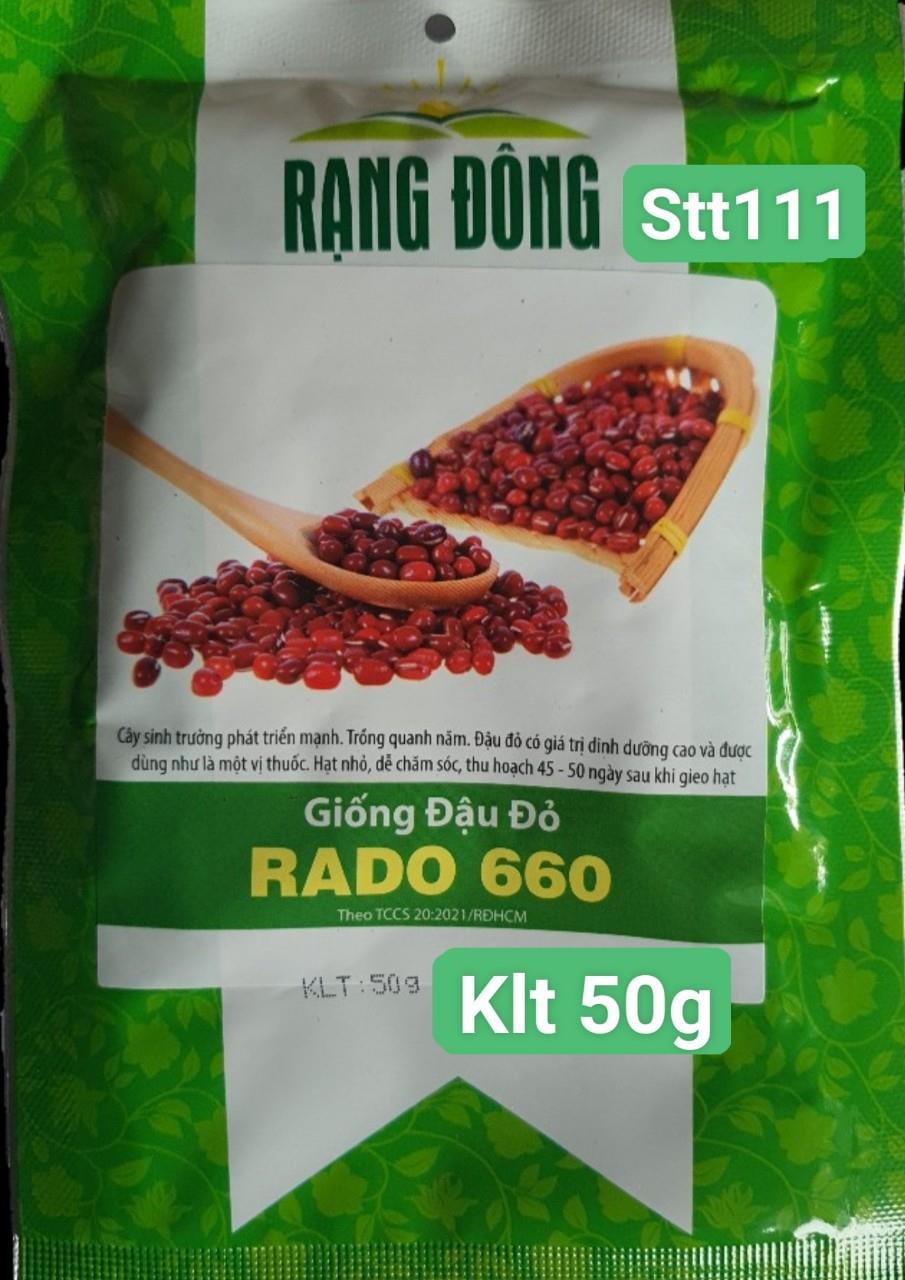 RẠNG ĐÔNG
Stt111
Cây sinh trưởng phát triển mạnh. Trồng quanh năm. Đậu đỏ có giá trị dinh dưỡng cao và được
dùng như là một vị thuốc. Hạt nhỏ, dễ chăm sóc, thu hoạch 45 - 50 ngày sau khi gieo hạt
Giống Đậu Đỏ
RADO 660
Theo TCCS 20:2021/RĐHCM
KLT : 50g
Klt 50g